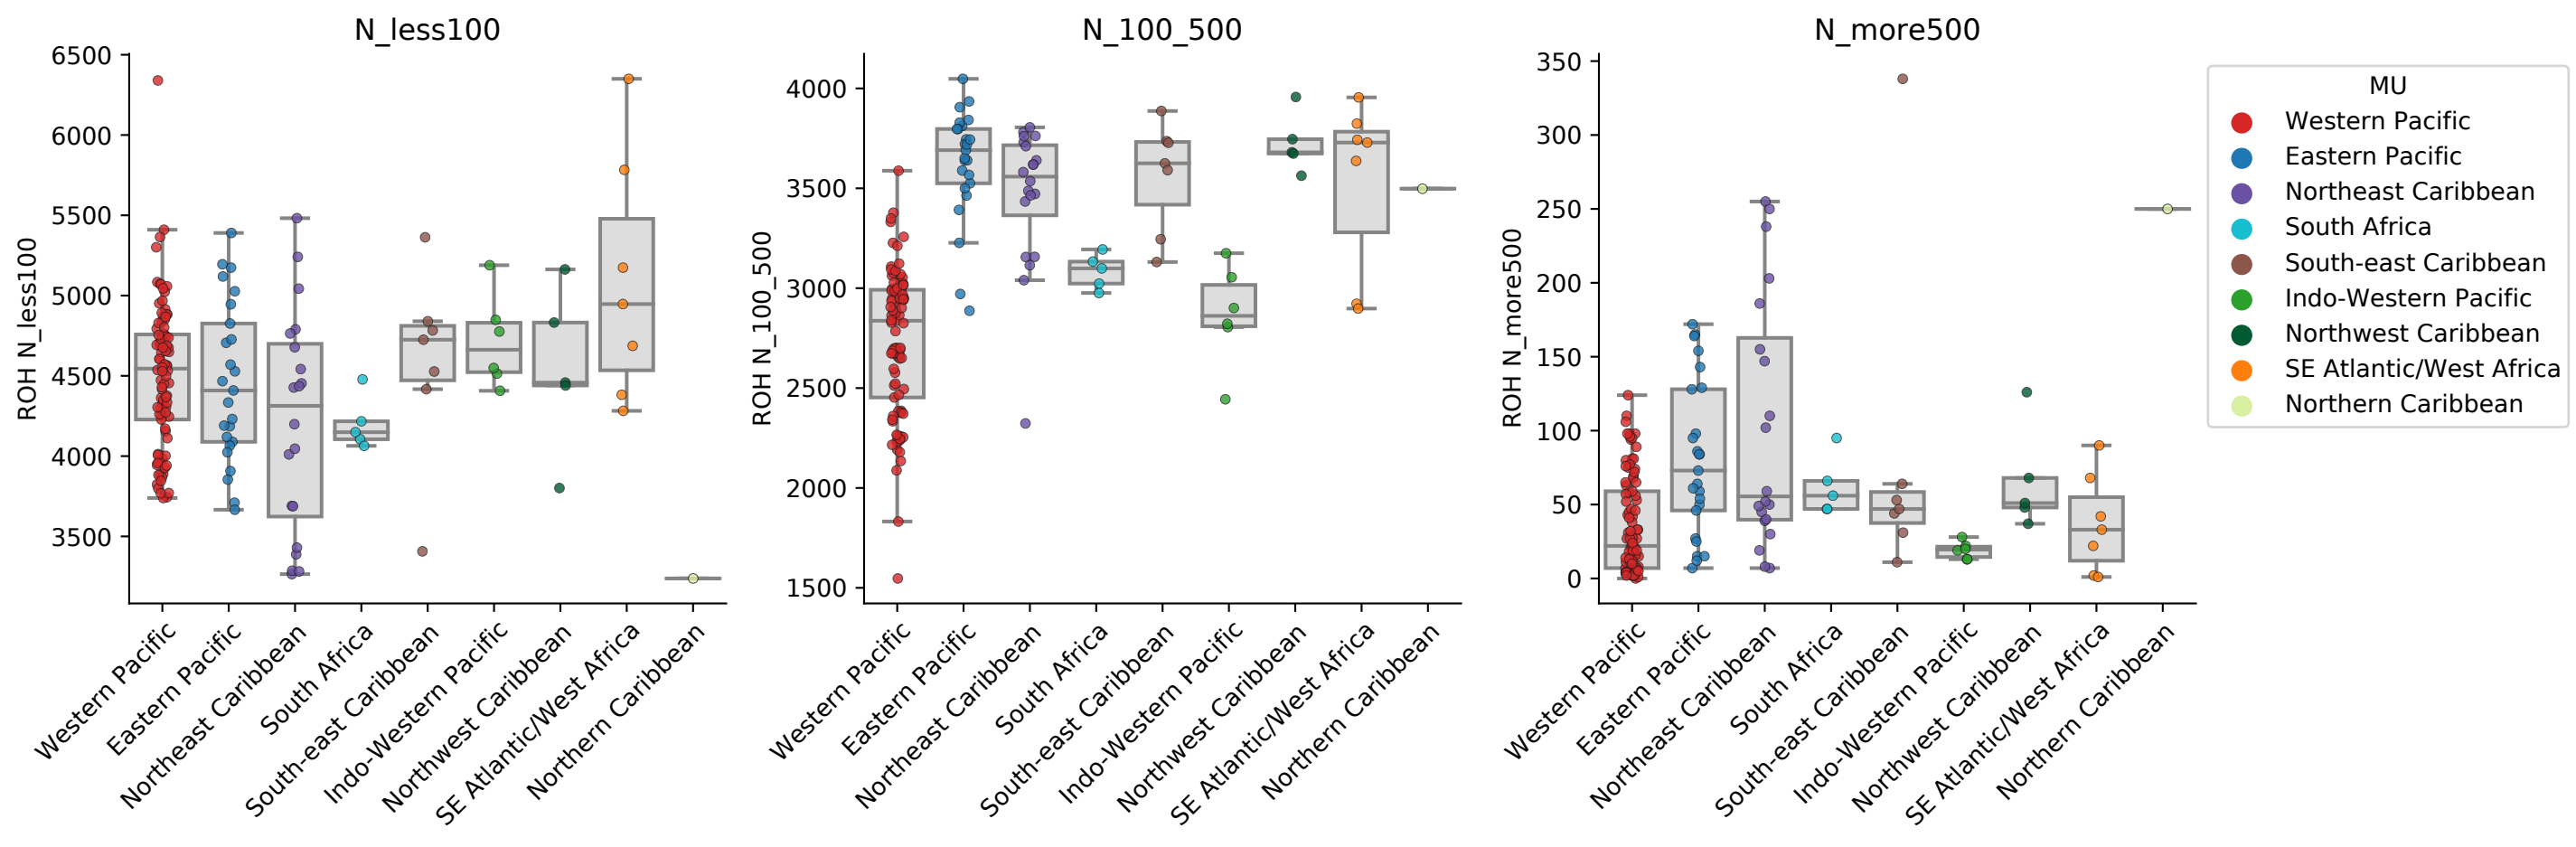 N_less100
ROH N_less100
6500
6000
5500
5000
4500
4000
3500
Western Pacific
Eastern Pacific
Northeast Caribbean
South Africa
South-east Caribbean
Indo-Western Pacific
Northwest Caribbean
SE Atlantic/West Africa
Northern Caribbean
N_100_500
ROH N_100_500
4000
3500
3000
2500
2000
1500
Western Pacific
Eastern Pacific
Northeast Caribbean
South Africa
South-east Caribbean
Indo-Western Pacific
Northwest Caribbean
SE Atlantic/West Africa
Northern Caribbean
N_more500
ROH N_more500
350
300
250
200
150
100
50
0
Western Pacific
Eastern Pacific
Northeast Caribbean
South Africa
South-east Caribbean
Indo-Western Pacific
Northwest Caribbean
SE Atlantic/West Africa
Northern Caribbean
MU
Western Pacific
Eastern Pacific
Northeast Caribbean
South Africa
South-east Caribbean
Indo-Western Pacific
Northwest Caribbean
SE Atlantic/West Africa
Northern Caribbean